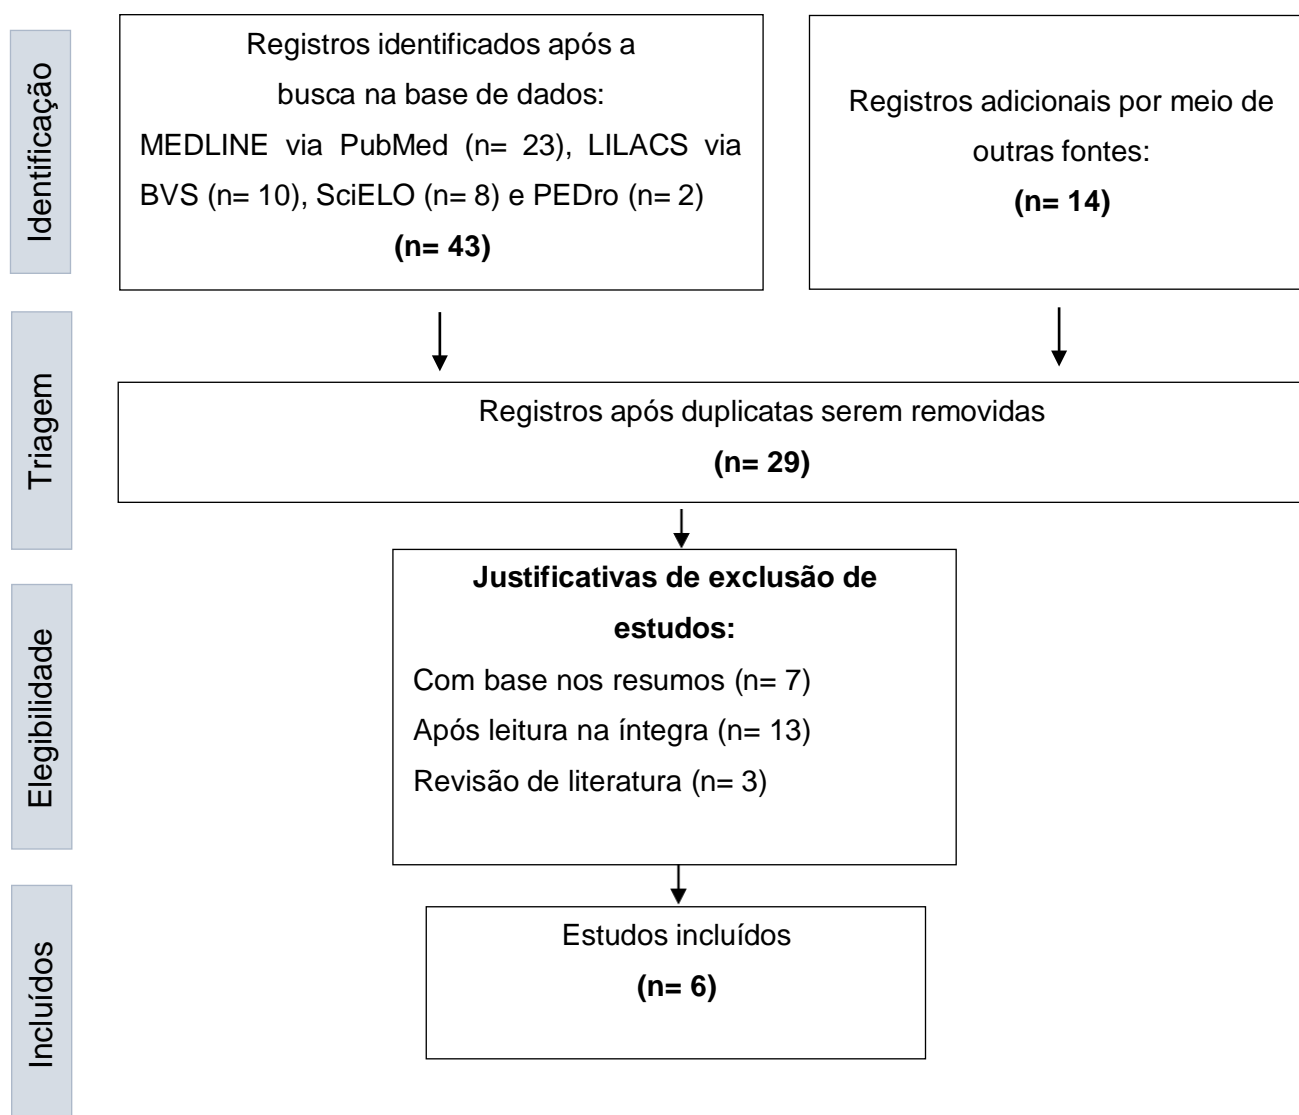 Identificação
Registros identificados após a
busca na base de dados:
MEDLINE via PubMed (n= 23), LILACS via
BVS (n= 10), SciELO (n= 8) e PEDro (n= 2)
(n= 43)
Registros adicionais por meio de
outras fontes:
(n= 14)
Triagem
Registros após duplicatas serem removidas
(n= 29)
Elegibilidade
Justificativas de exclusão de
estudos:
Com base nos resumos (n= 7)
Após leitura na íntegra (n= 13)
Revisão de literatura (n= 3)
Incluídos
Estudos incluídos
(n= 6)